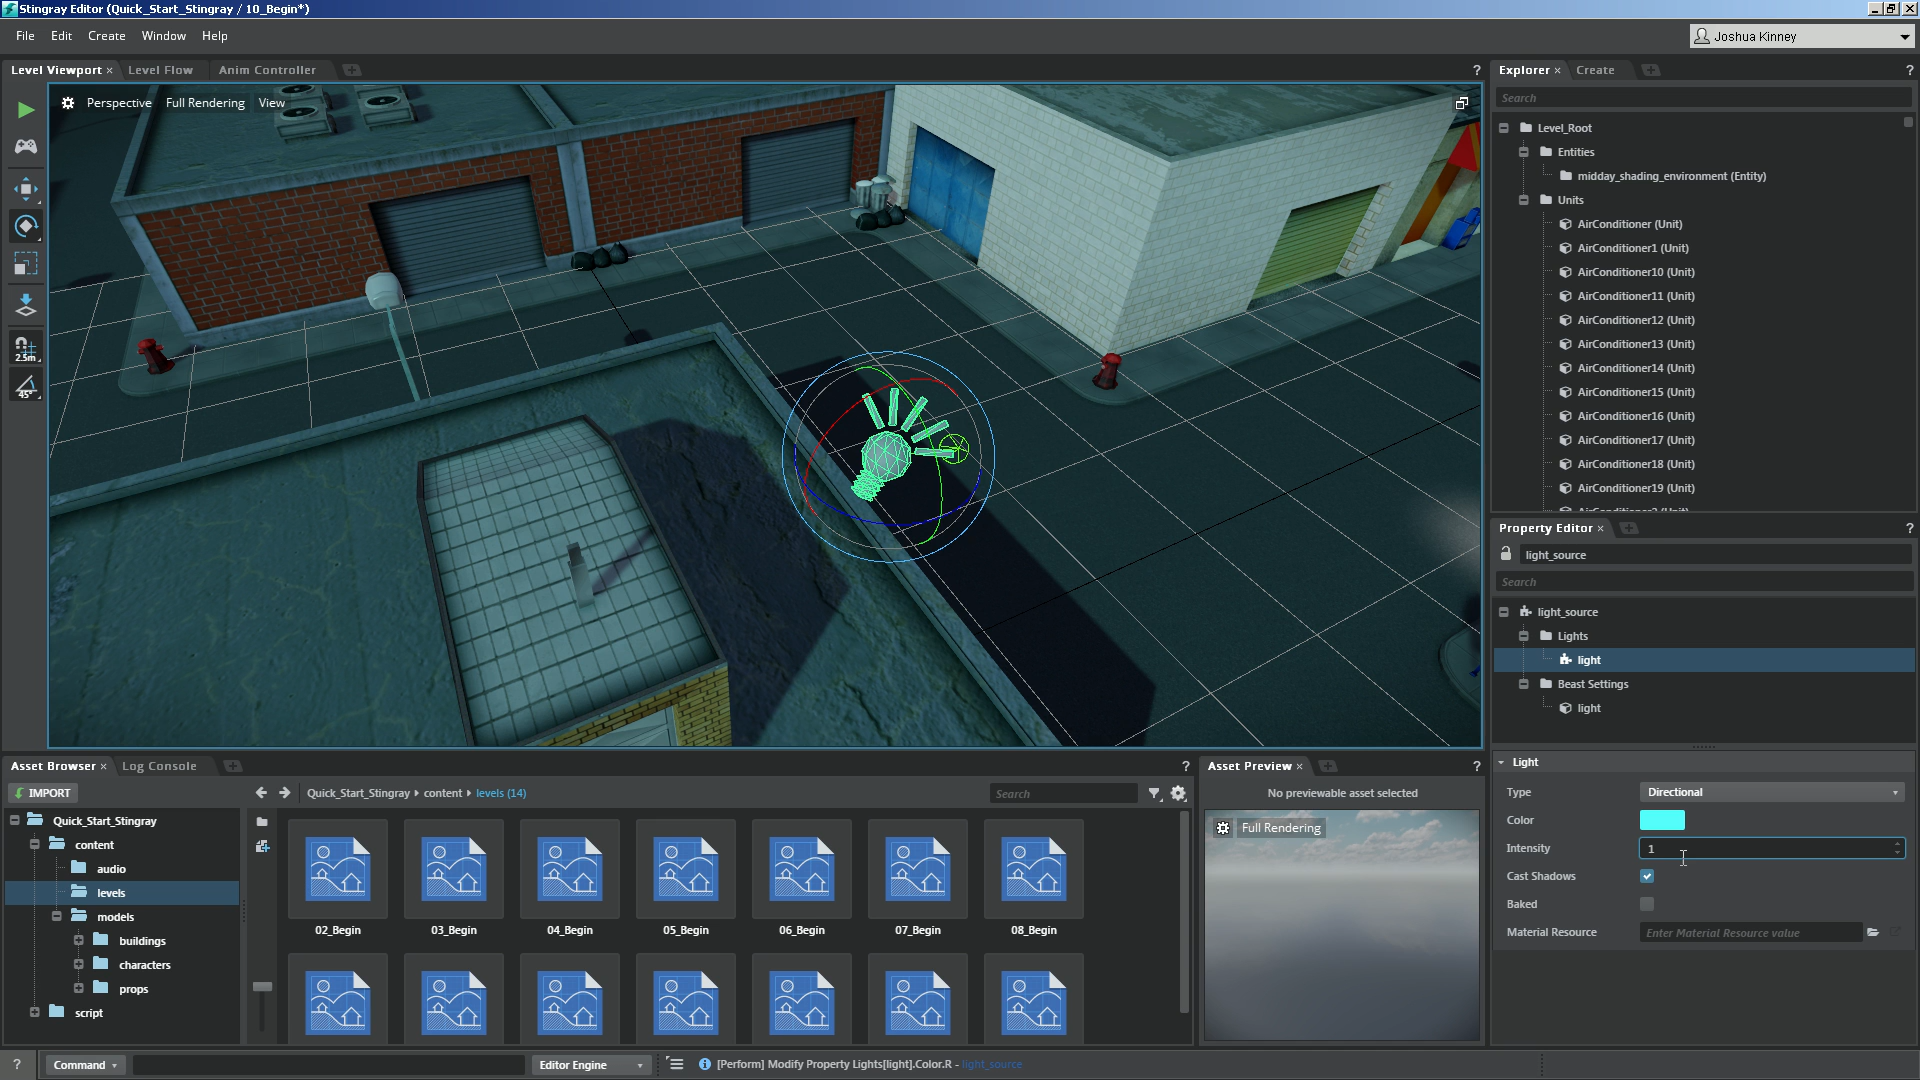 Stingray Editor (Quick_Start_Stingray / 10_Begin*)
File Edit Create Window Help
Joshua Kinney
Level Viewport × Level Flow Anim Controller
?
Explorer × Create
?
Perspective Full Rendering View
Search
Level_Root
Entities
midday_shading_environment (Entity)
Units
AirConditioner (Unit)
AirConditioner1 (Unit)
AirConditioner10 (Unit)
AirConditioner11 (Unit)
AirConditioner12 (Unit)
AirConditioner13 (Unit)
AirConditioner14 (Unit)
AirConditioner15 (Unit)
AirConditioner16 (Unit)
AirConditioner17 (Unit)
AirConditioner18 (Unit)
AirConditioner19 (Unit)
2.5m
45°
Property Editor ×
?
light_source
Search
light_source
Lights
light
Beast Settings
light
Light
Type Directional
Color
Intensity 1
Cast Shadows
Baked
Material Resource Enter Material Resource value
Asset Browser × Log Console
?
IMPORT
Quick_Start_Stingray content levels (14)
Search
Quick_Start_Stingray
content
audio
levels
models
buildings
characters
props
script
02_Begin
03_Begin
04_Begin
05_Begin
06_Begin
07_Begin
08_Begin
Asset Preview ×
?
No previewable asset selected
Full Rendering
? Command Editor Engine [Perform] Modify Property Lights[light].Color.R - light_source